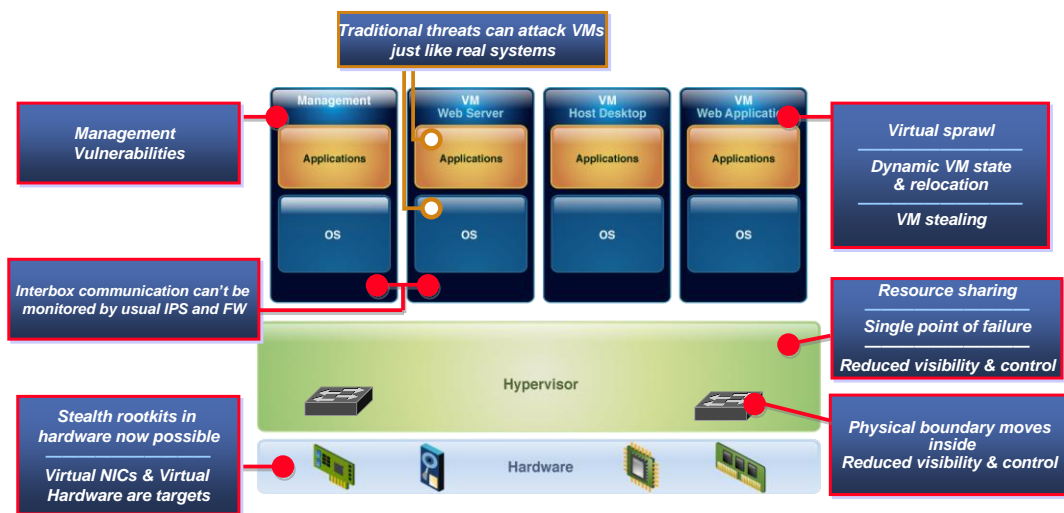 Traditional threats can attack VMs
just like real systems
Management
Vulnerabilities
Management
Applications
OS
VM
Web Server
Applications
OS
VM
Host Desktop
Applications
OS
VM
Web Applicatio
Applications
OS
Virtual sprawl
Dynamic VM state
& relocation
VM stealing
Interbox communication can't be
monitored by usual IPS and FW
Resource sharing
Single point of failure
Reduced visibility & control
Hypervisor
Stealth rootkits in
hardware now possible
Virtual NICs & Virtual
Hardware are targets
Hardware
Physical boundary moves
inside
Reduced visibility & control